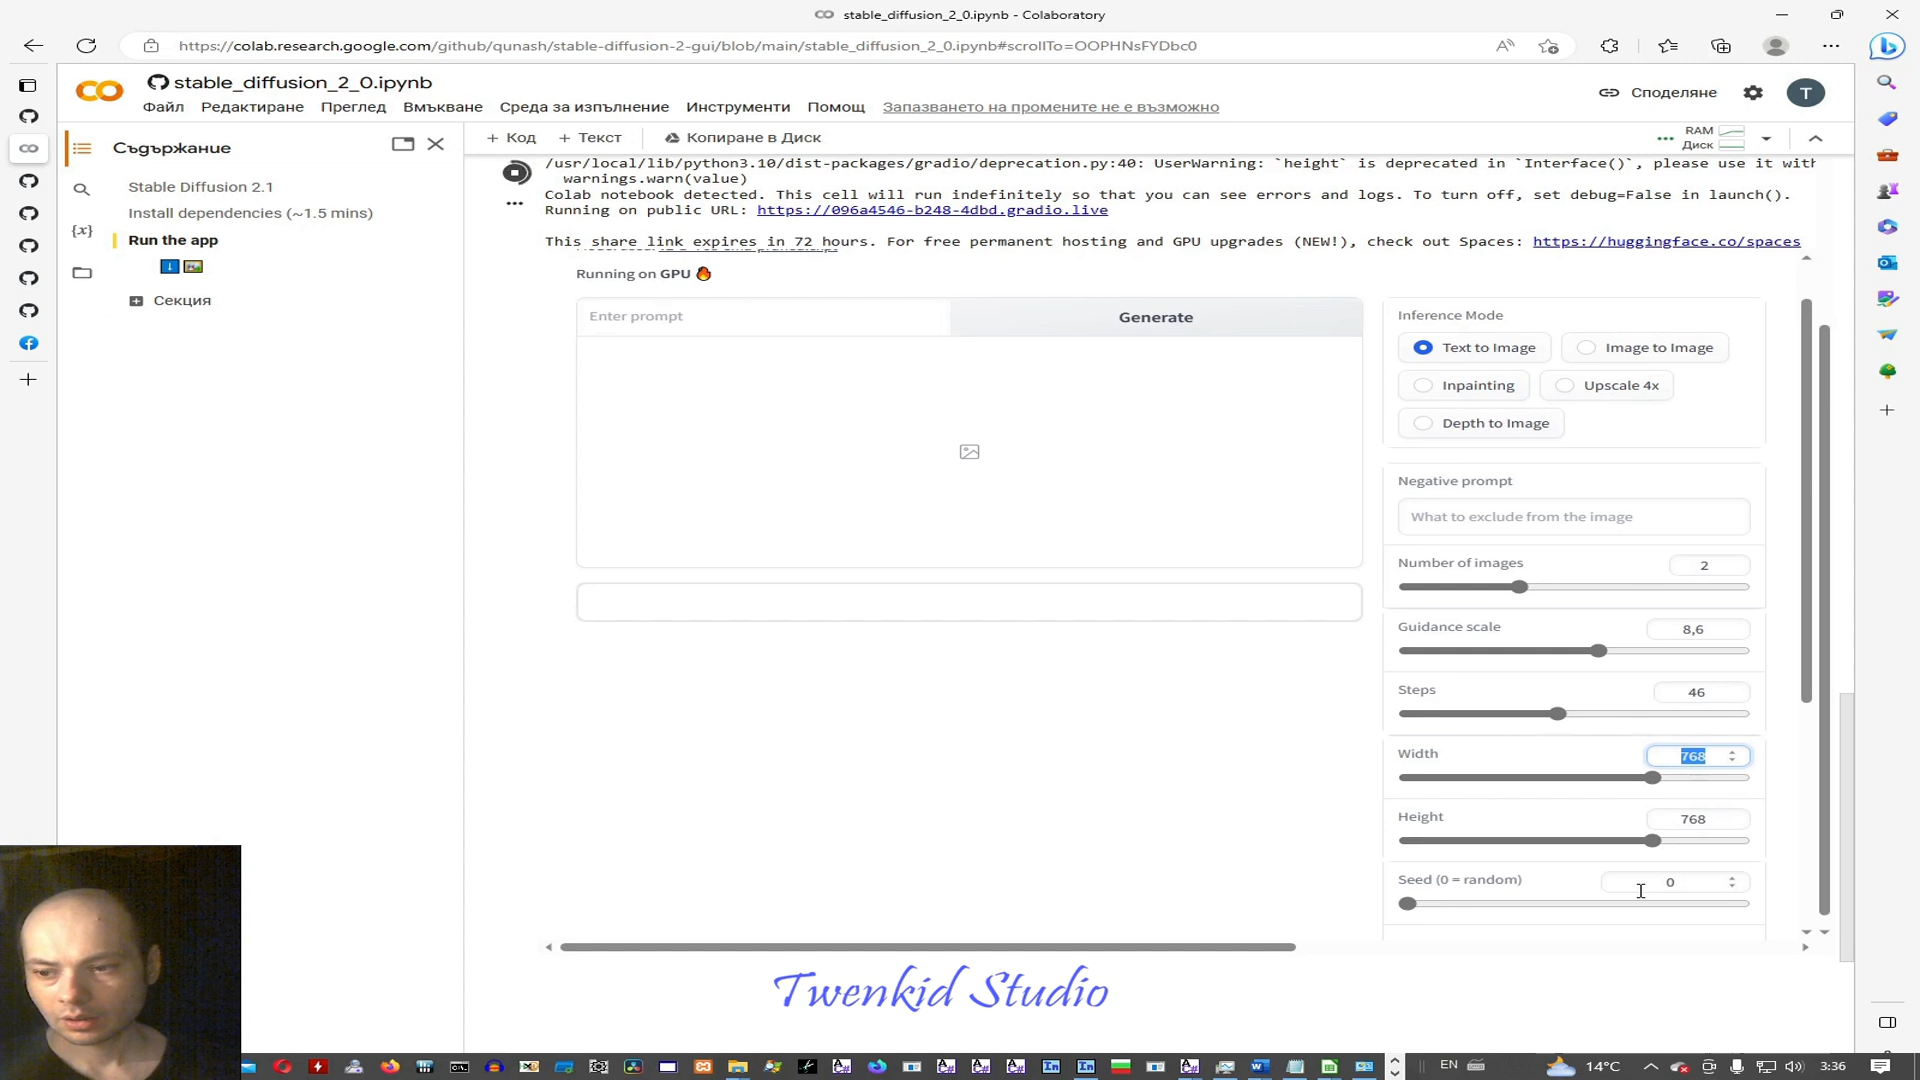 stable_diffusion_2_0.ipynb - Colaboratory
https://colab.research.google.com/github/qunash/stable-diffusion-2-gui/blob/main/stable_diffusion_2_0.ipynb#scrollTo=OOPHNsFYDbc0
stable_diffusion_2_0.ipynb
Файл Редактиране Преглед Вмъкване Среда за изпълнение Инструменти Помощ Запазването на промените не е възможно
Споделяне
T
Съдържание
+ Код + Текст Копиране в Диск
RAM
Диск
Stable Diffusion 2.1
Install dependencies (~1.5 mins)
Run the app
{x}
Секция
/usr/local/lib/python3.10/dist-packages/gradio/deprecation.py:40: UserWarning: `height` is deprecated in `Interface()`, please use it with
warnings.warn(value)
Colab notebook detected. This cell will run indefinitely so that you can see errors and logs. To turn off, set debug=False in launch().
Running on public URL: https://096a4546-b248-4dbd.gradio.live
This share link expires in 72 hours. For free permanent hosting and GPU upgrades (NEW!), check out Spaces: https://huggingface.co/spaces
Running on GPU 🔥
Enter prompt
Generate
Inference Mode
Text to Image
Image to Image
Inpainting
Upscale 4x
Depth to Image
Negative prompt
What to exclude from the image
Number of images
2
Guidance scale
8,6
Steps
46
Width
768
Height
768
Seed (0 = random)
0
Twenkid Studio
EN
14°C
3:36